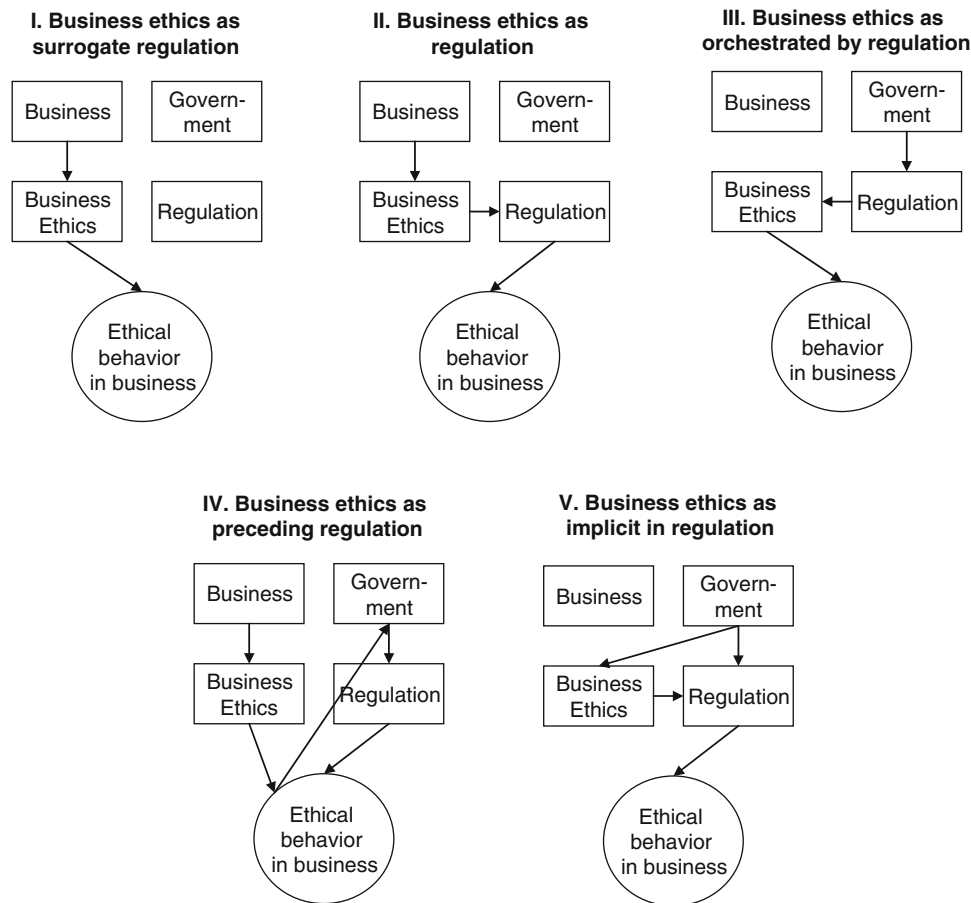 I. Business ethics as
surrogate regulation
Business
Govern-
ment
Business
Ethics
Regulation
Ethical
behavior
in business
II. Business ethics as
regulation
Business
Govern-
ment
Business
Ethics
Regulation
Ethical
behavior
in business
III. Business ethics as
orchestrated by regulation
Business
Govern-
ment
Business
Ethics
Regulation
Ethical
behavior
in business
IV. Business ethics as
preceding regulation
Business
Govern-
ment
Business
Ethics
Regulation
Ethical
behavior
in business
V. Business ethics as
implicit in regulation
Business
Govern-
ment
Business
Ethics
Regulation
Ethical
behavior
in business